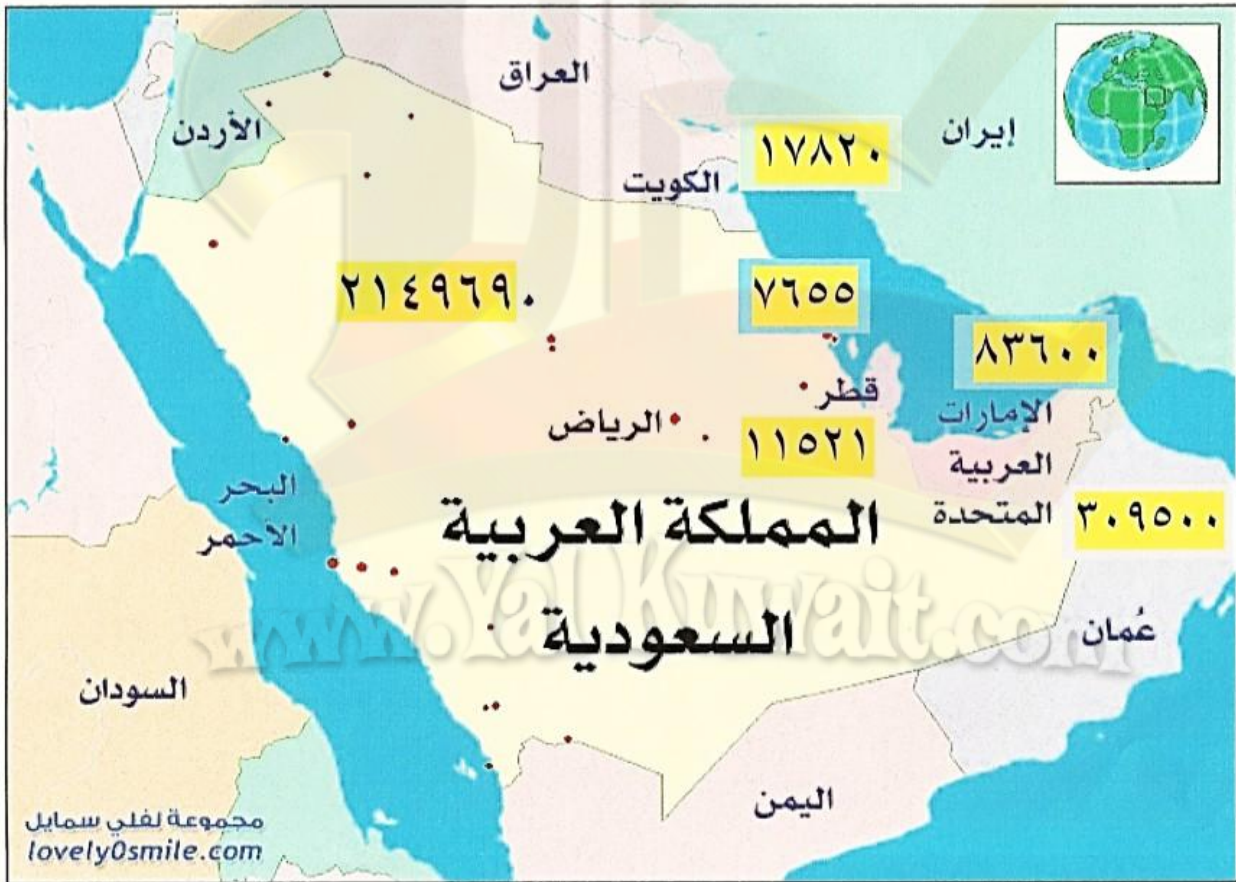 العراق
إيران
الأردن
١٧٨٢٠
الكويت
٢١٤٩٦٩٠
٧٦٥٥
٨٣٦٠٠
قطر
الإمارات
العربية
المتحدة
الرياض
١١٥٢١
٣٠٩٥٠٠
البحر
الأحمر
المملكة العربية
السعودية
www.YalKuwait.com
عُمان
السودان
اليمن
مجموعة لفلي سمايل
lovely0smile.com